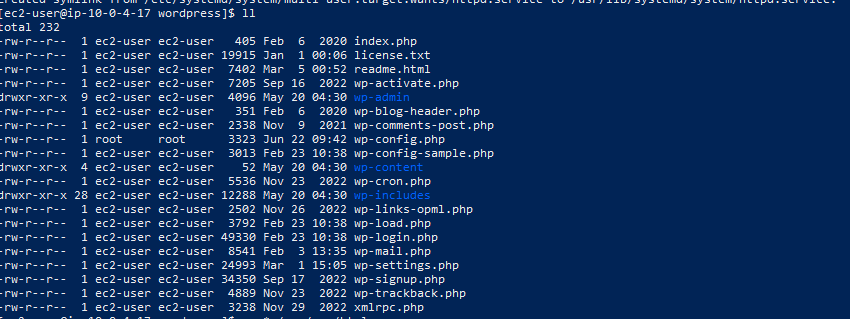 created symlink from /etc/systemd/system/multi-user.target.wants/httpd.service to /usr/lib/systemd/system/httpd.service.
[ec2-user@ip-10-0-4-17 wordpress]$ ll
total 232
-rw-r--r-- 1 ec2-user ec2-user 405 Feb 6 2020 index.php
-rw-r--r-- 1 ec2-user ec2-user 19915 Jan 1 00:06 license.txt
-rw-r--r-- 1 ec2-user ec2-user 7402 Mar 5 00:52 readme.html
-rw-r--r-- 1 ec2-user ec2-user 7205 Sep 16 2022 wp-activate.php
drwxr-xr-x 9 ec2-user ec2-user 4096 May 20 04:30 wp-admin
-rw-r--r-- 1 ec2-user ec2-user 351 Feb 6 2020 wp-blog-header.php
-rw-r--r-- 1 ec2-user ec2-user 2338 Nov 9 2021 wp-comments-post.php
-rw-r--r-- 1 root root 3323 Jun 22 09:42 wp-config.php
-rw-r--r-- 1 ec2-user ec2-user 3013 Feb 23 10:38 wp-config-sample.php
drwxr-xr-x 4 ec2-user ec2-user 52 May 20 04:30 wp-content
-rw-r--r-- 1 ec2-user ec2-user 5536 Nov 23 2022 wp-cron.php
drwxr-xr-x 28 ec2-user ec2-user 12288 May 20 04:30 wp-includes
-rw-r--r-- 1 ec2-user ec2-user 2502 Nov 26 2022 wp-links-opml.php
-rw-r--r-- 1 ec2-user ec2-user 3792 Feb 23 10:38 wp-load.php
-rw-r--r-- 1 ec2-user ec2-user 49330 Feb 23 10:38 wp-login.php
-rw-r--r-- 1 ec2-user ec2-user 8541 Feb 3 13:35 wp-mail.php
-rw-r--r-- 1 ec2-user ec2-user 24993 Mar 1 15:05 wp-settings.php
-rw-r--r-- 1 ec2-user ec2-user 34350 Sep 17 2022 wp-signup.php
-rw-r--r-- 1 ec2-user ec2-user 4889 Nov 23 2022 wp-trackback.php
-rw-r--r-- 1 ec2-user ec2-user 3238 Nov 29 2022 xmlrpc.php